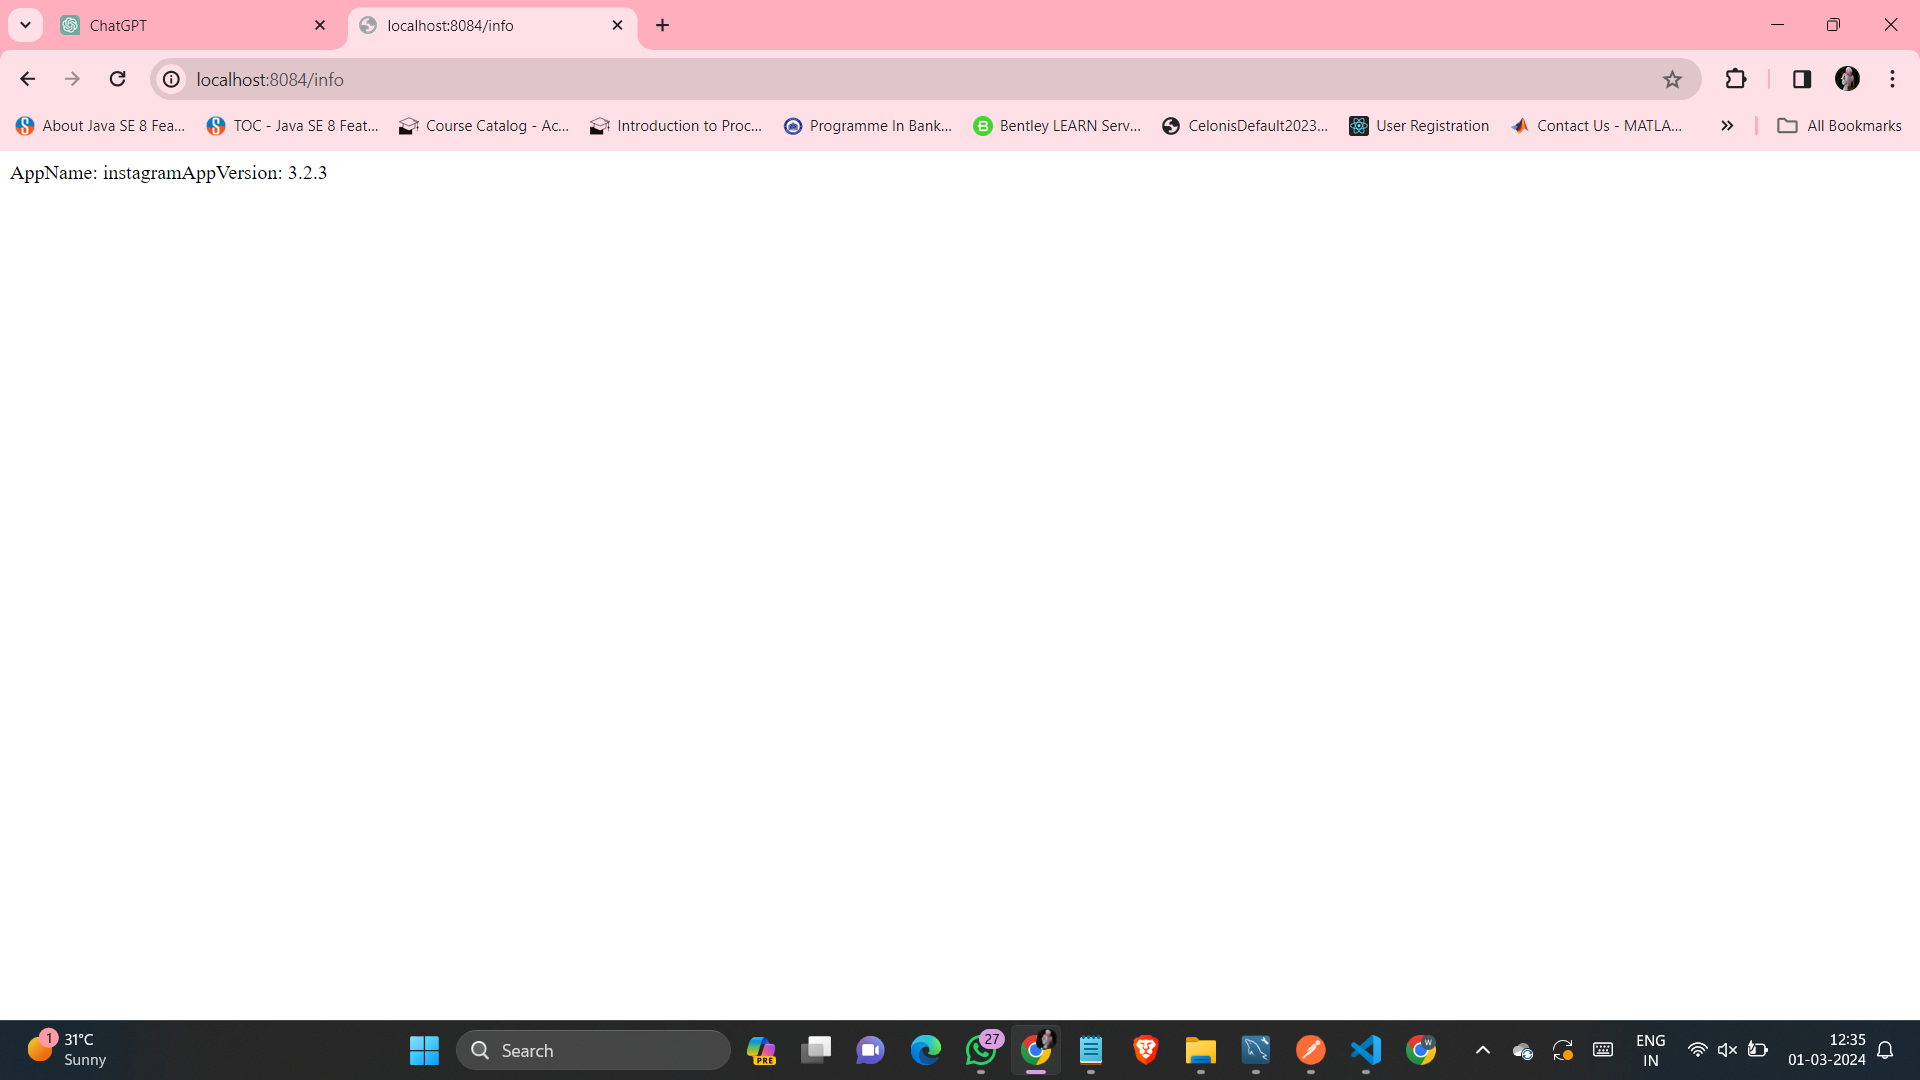 ChatGPT
localhost:8084/info
localhost:8084/info
About Java SE 8 Fea...
TOC - Java SE 8 Feat...
Course Catalog - Ac...
Introduction to Proc...
Programme In Bank...
Bentley LEARN Serv...
CelonisDefault2023...
User Registration
Contact Us - MATLA...
All Bookmarks
AppName: instagramAppVersion: 3.2.3
1
31°C
Sunny
Search
PRE
27
W
ENG
IN
12:35
01-03-2024